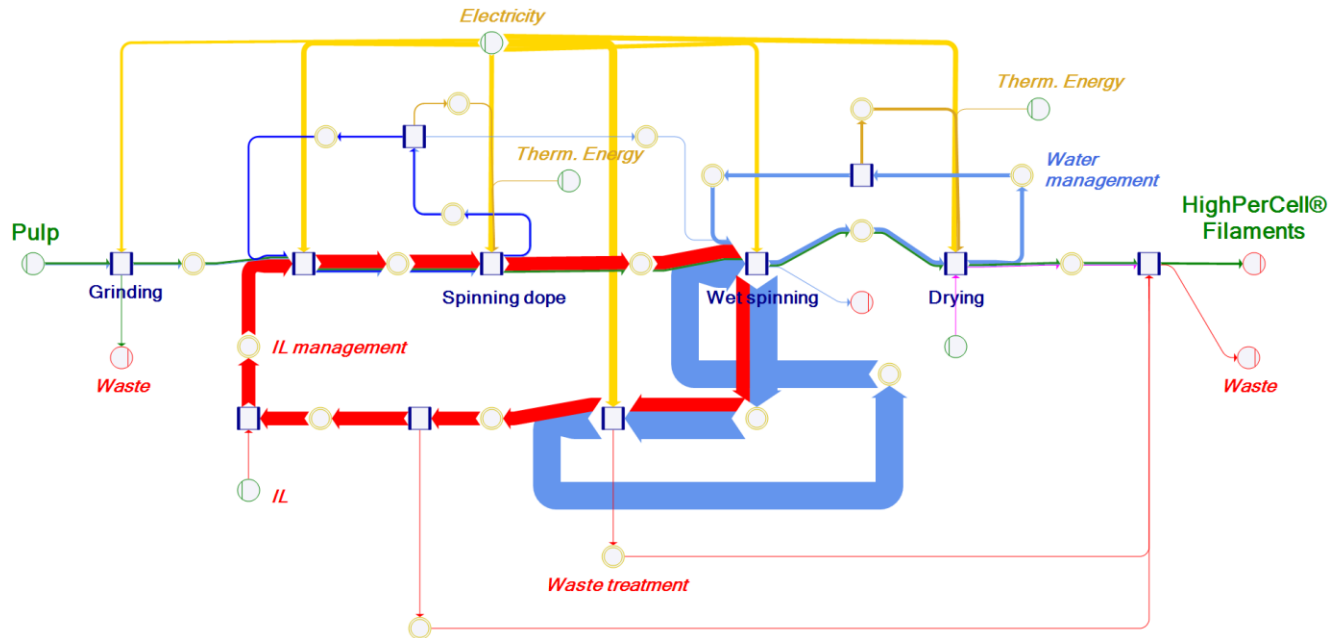 Electricity
Therm. Energy
Therm. Energy
Water
management
HighPerCell®
Filaments
Pulp
Grinding
Spinning dope
Wet spinning
Drying
IL management
Waste
Waste
IL
Waste treatment